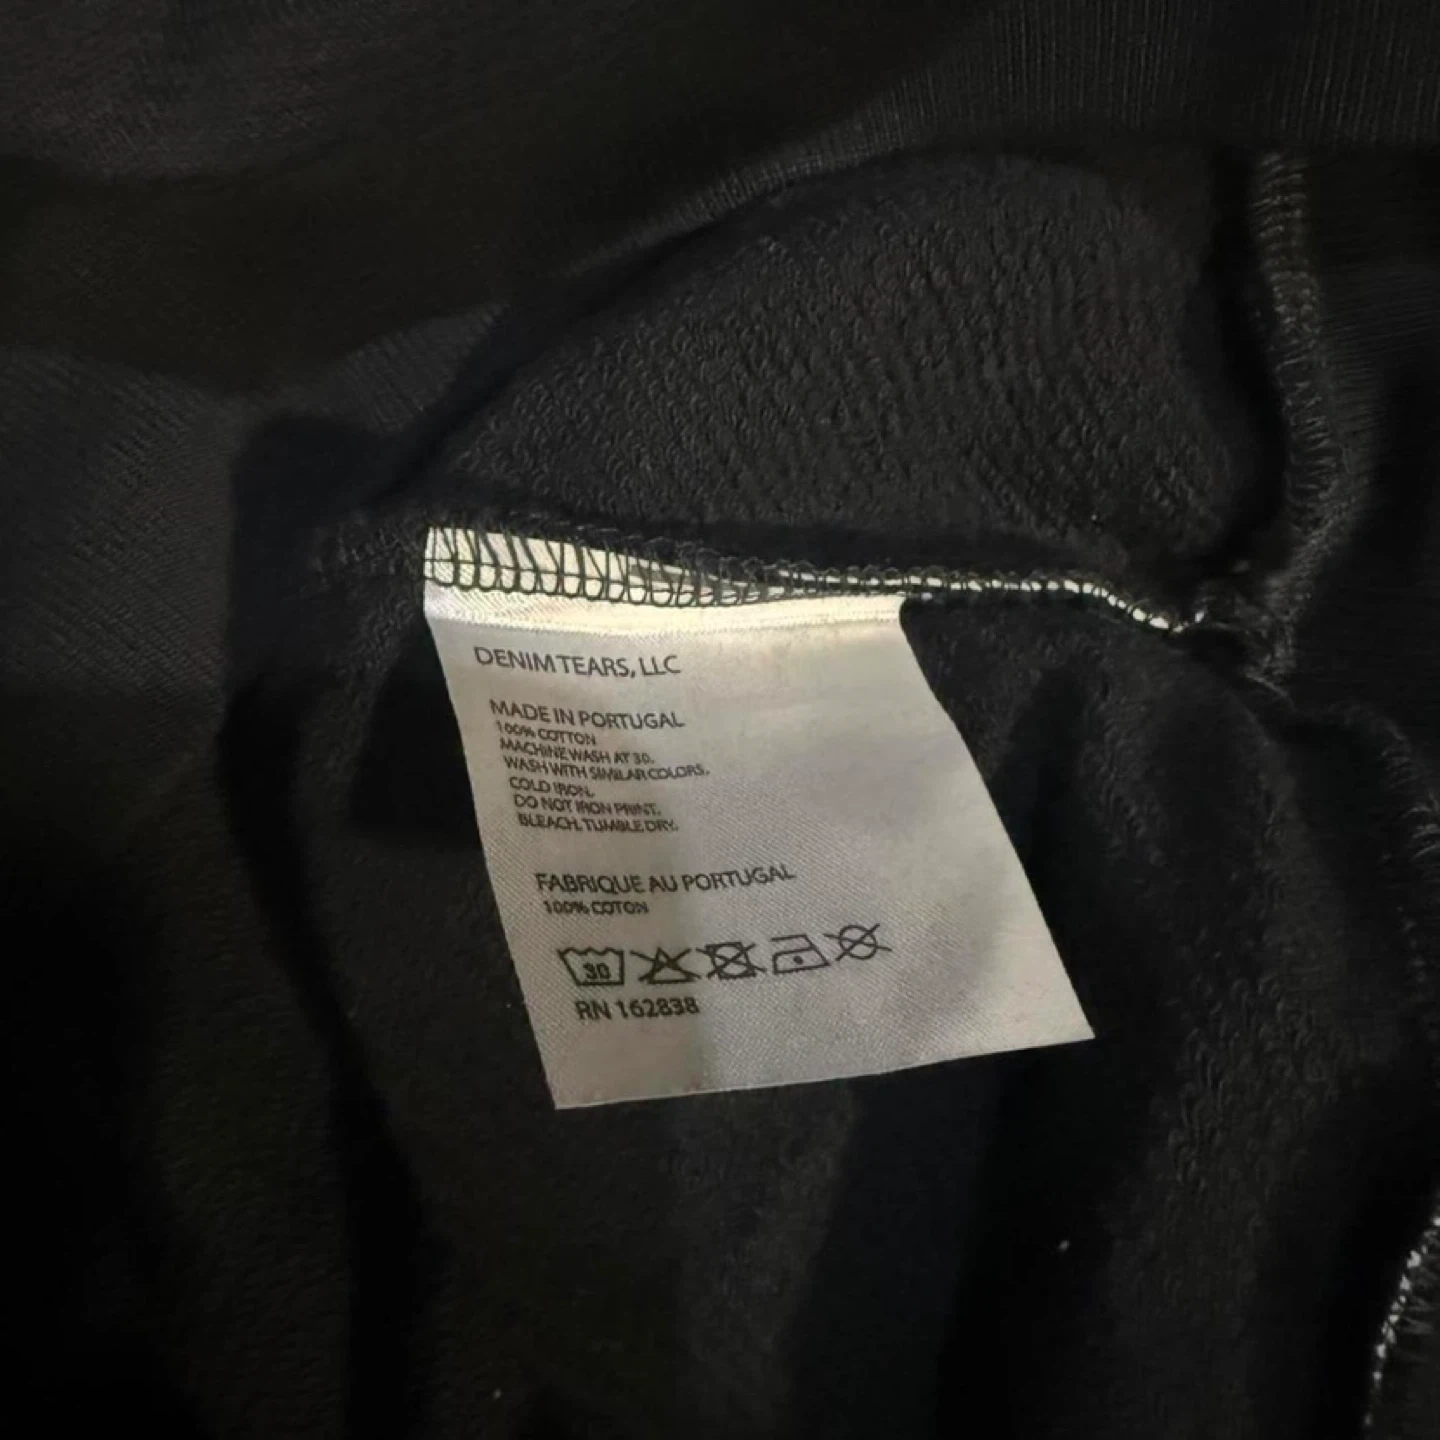 DENIM TEARS, LLC
MADE IN PORTUGAL
100% COTTON
MACHINE WASH AT 30.
WASH WITH SIMILAR COLORS.
COLD IRON.
DO NOT IRON PRINT.
BLEACH, TUMBLE DRY.
FABRIQUE AU PORTUGAL
100% COTON
30
RN 162838